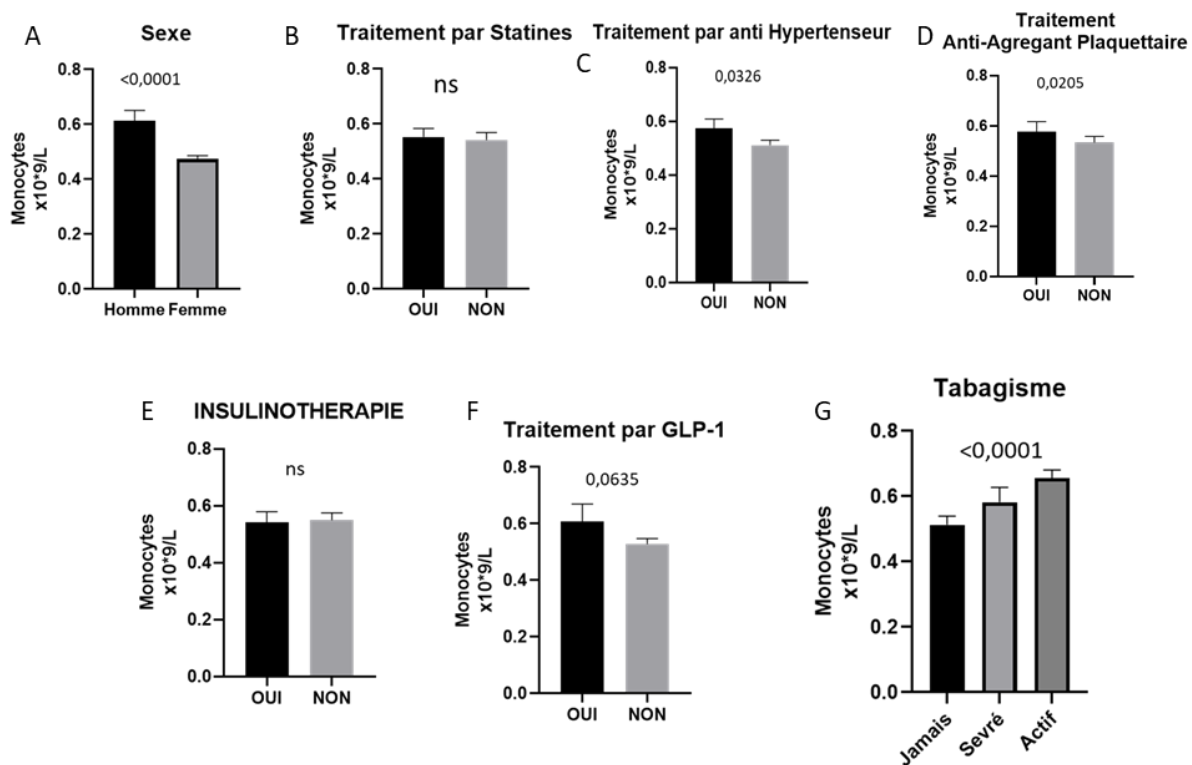 A
Sexe
<0,0001
Monocytes
x10*9/L
0.8
0.6
0.4
0.2
0.0
Homme Femme
B
Traitement par Statines
ns
Monocytes
x10*9/L
0.8
0.6
0.4
0.2
0.0
OUI NON
C
Traitement par anti Hypertenseur
0,0326
Monocytes
x10*9/L
0.8
0.6
0.4
0.2
0.0
OUI NON
D
Traitement
Anti-Agregant Plaquettaire
0,0205
Monocytes
x10*9/L
0.8
0.6
0.4
0.2
0.0
OUI NON
E
INSULINOTHERAPIE
ns
Monocytes
x10*9/L
0.8
0.6
0.4
0.2
0.0
OUI NON
F
Traitement par GLP-1
0,0635
Monocytes
x10*9/L
0.8
0.6
0.4
0.2
0.0
OUI NON
G
Tabagisme
<0,0001
Monocytes
x10*9/L
0.8
0.6
0.4
0.2
0.0
Jamais Sevré Actif